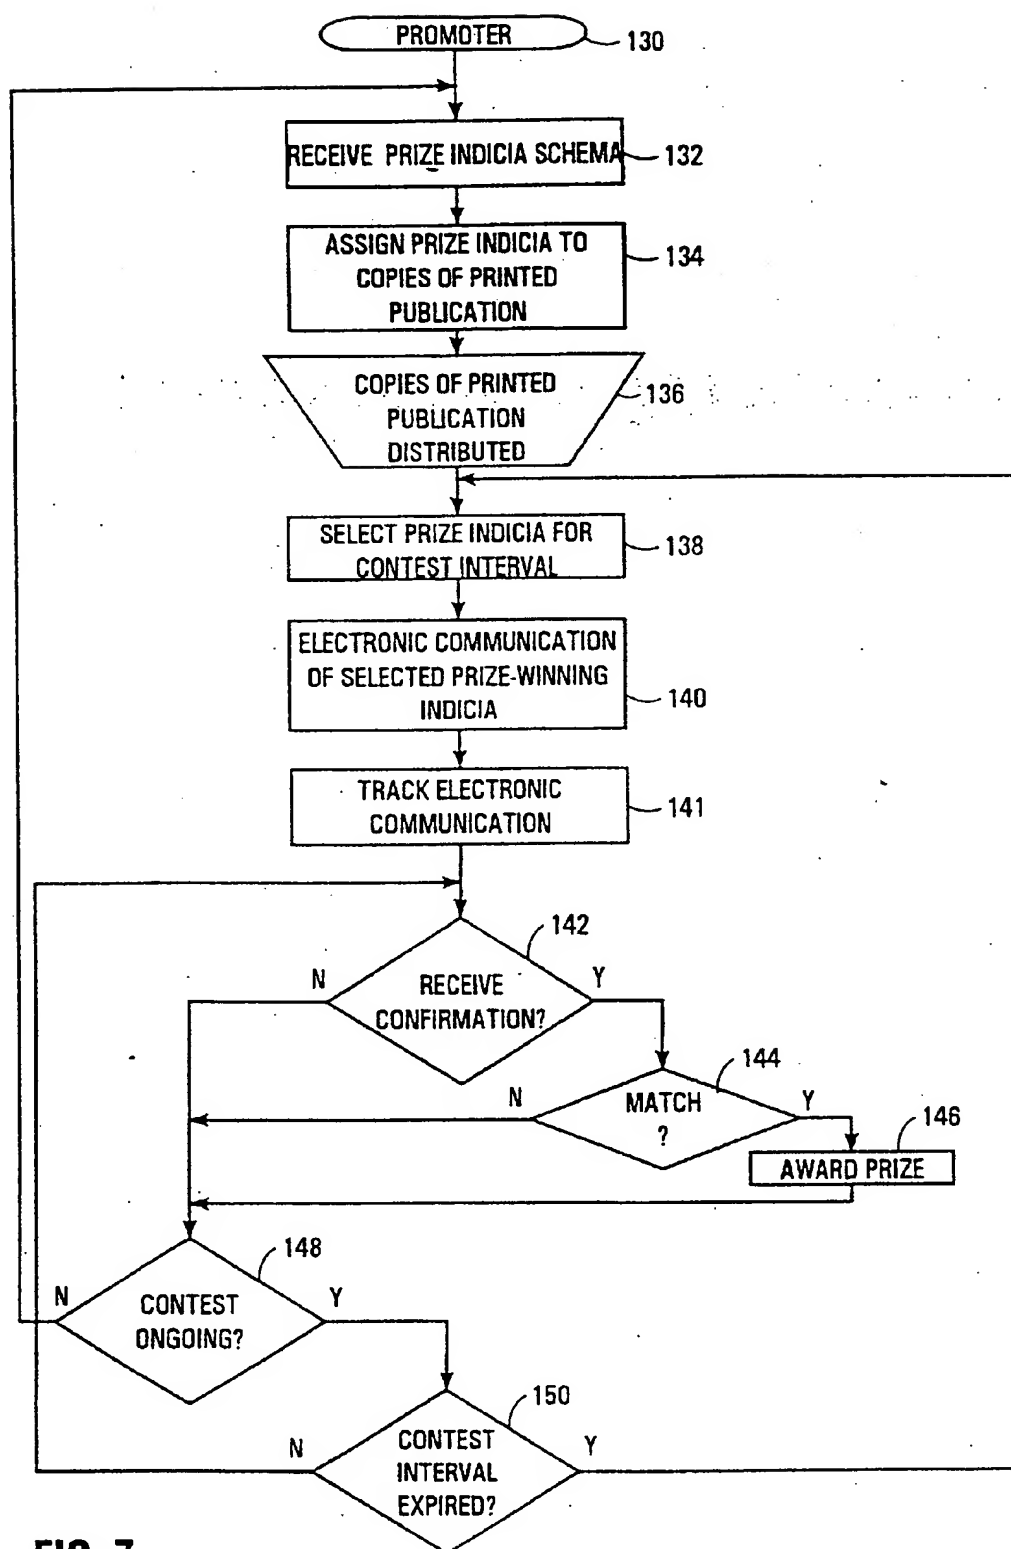 PROMOTER
130
RECEIVE PRIZE INDICIA SCHEMA
132
ASSIGN PRIZE INDICIA TO
COPIES OF PRINTED
PUBLICATION
134
COPIES OF PRINTED
PUBLICATION
DISTRIBUTED
136
SELECT PRIZE INDICIA FOR
CONTEST INTERVAL
138
ELECTRONIC COMMUNICATION
OF SELECTED PRIZE-WINNING
INDICIA
140
TRACK ELECTRONIC
COMMUNICATION
141
142
N
Y
RECEIVE
CONFIRMATION?
144
N
Y
MATCH
?
146
AWARD PRIZE
148
N
Y
CONTEST
ONGOING?
150
N
Y
CONTEST
INTERVAL
EXPIRED?
FIG. 7